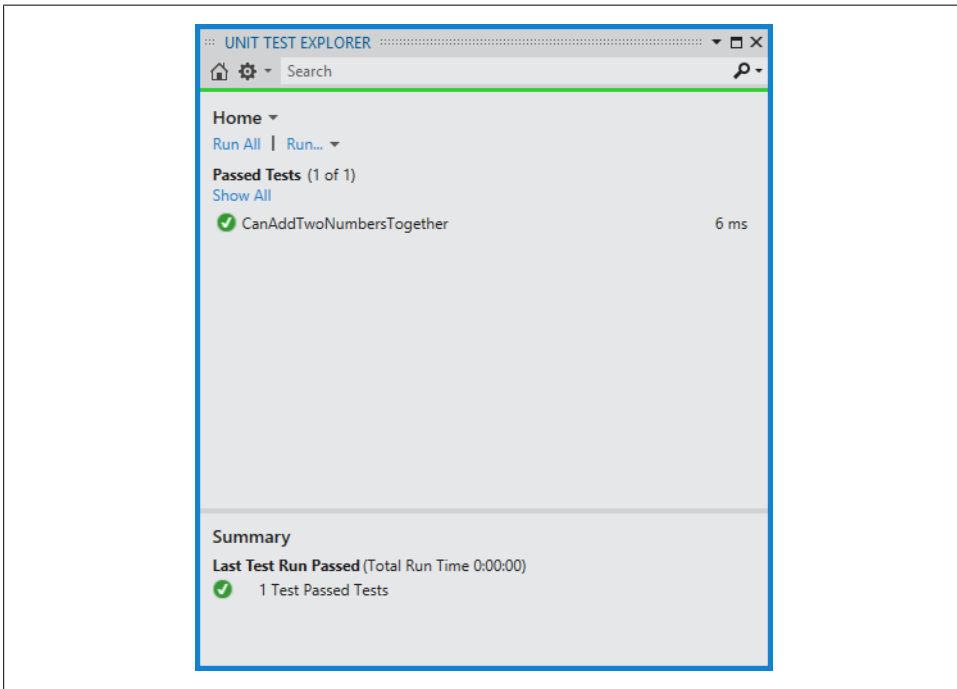 UNIT TEST EXPLORER
Search
Home
Run All | Run...
Passed Tests (1 of 1)
Show All
CanAddTwoNumbersTogether 6 ms
Summary
Last Test Run Passed (Total Run Time 0:00:00)
1 Test Passed Tests